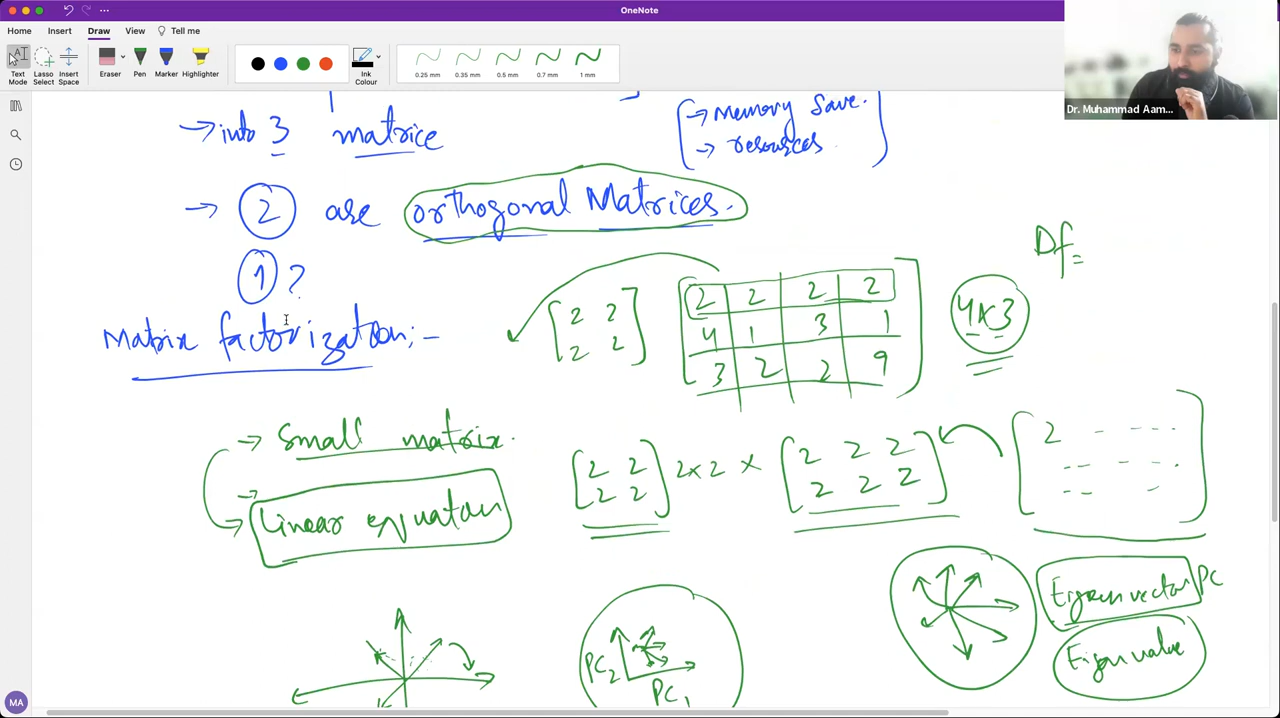 OneNote
Home Insert Draw View Tell me
Text Mode
Lasso Select
Insert Space
Eraser
Pen
Marker
Highlighter
Ink Colour
0.25 mm 0.35 mm 0.5 mm 0.7 mm 1 mm
Dr. Muhammad Aam...
→ Memory Save.
→ into 3 matrice
→ resources
→ 2 are orthogonal Matrices.
1 ?
Df=
2 2 2 2
4 1 3 1
3 2 2 9
4x3
2 2
2 2
Matrix factorization:-
→ Small matrix.
→ Linear equaton
2 2
2 2
2x2 x
2 2 2
2 2 2
2 - - - - -
Eigen vector PC
Eigen value
PC2
PC1
MA